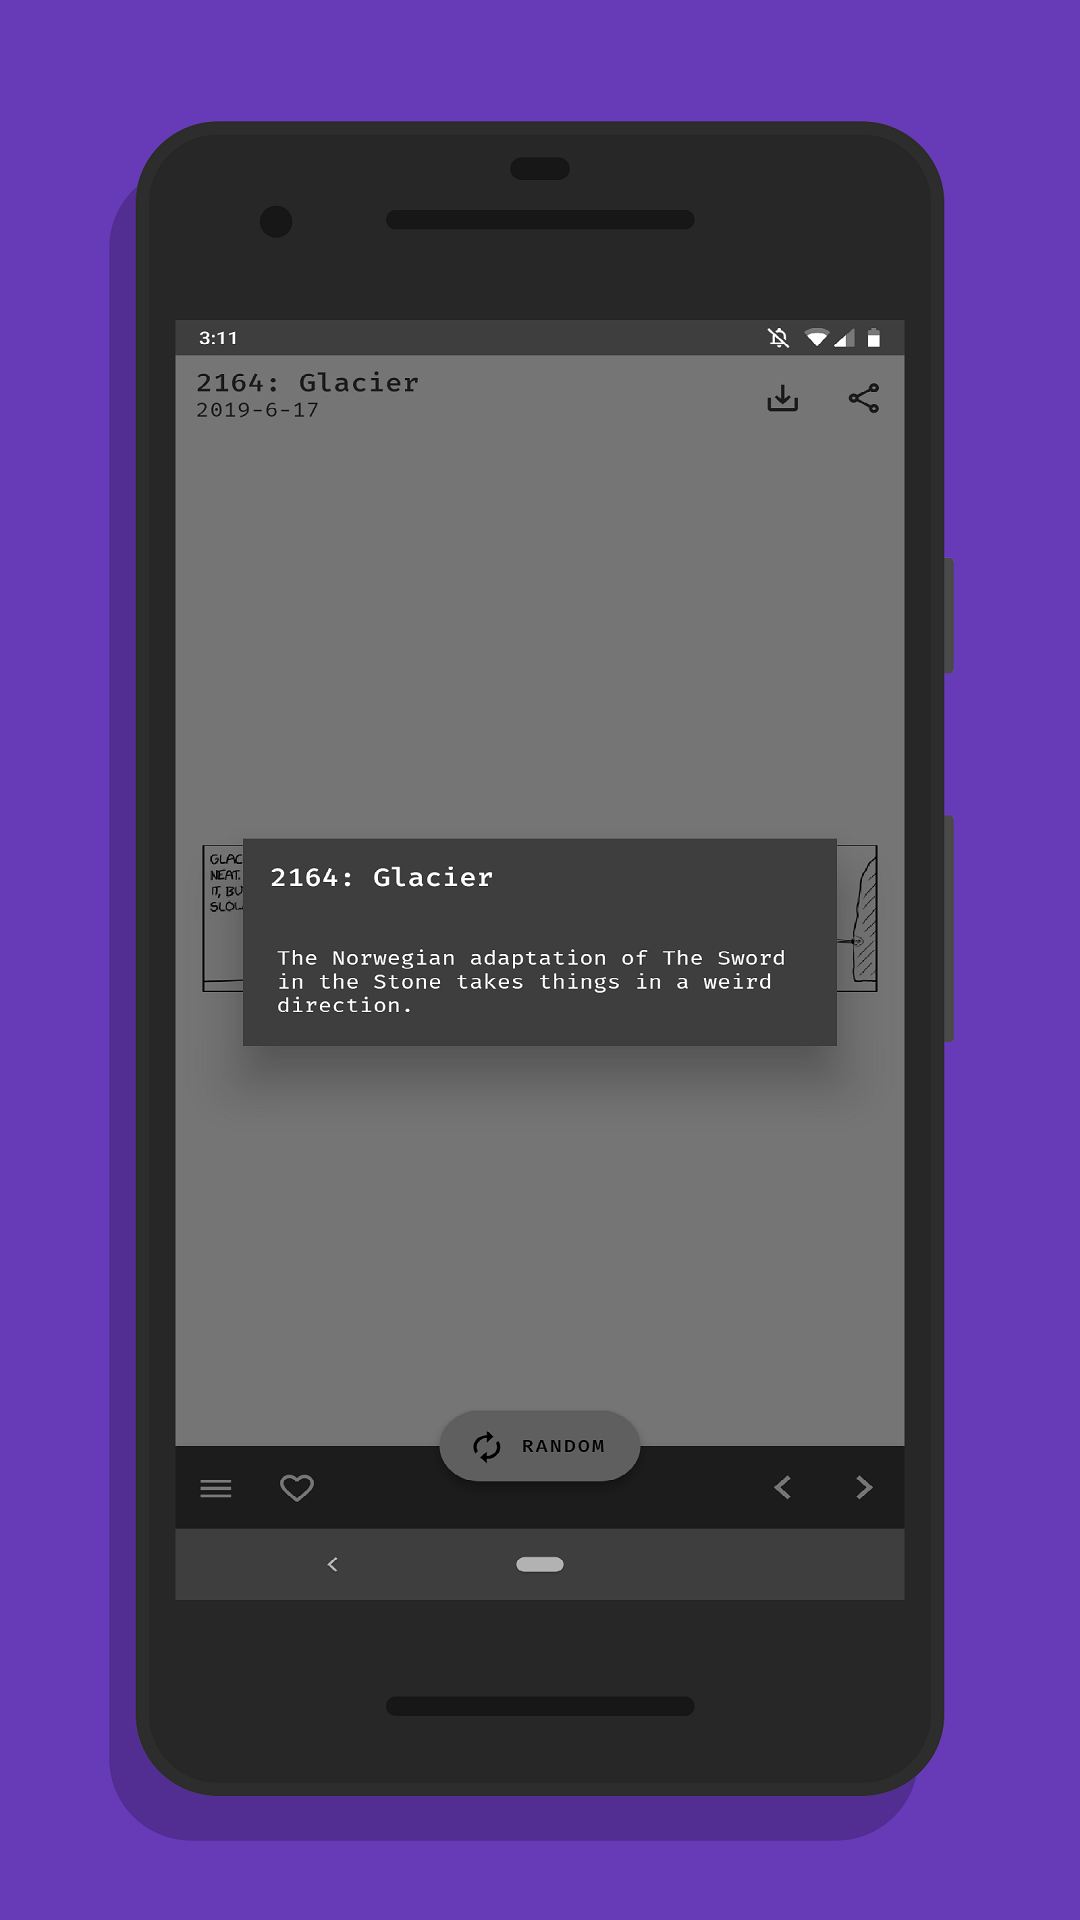 3:11
2164: Glacier
2019-6-17
GLAC
NEAT.
IT, BU
2164: Glacier
The Norwegian adaptation of The Sword
in the Stone takes things in a weird
direction.
RANDOM